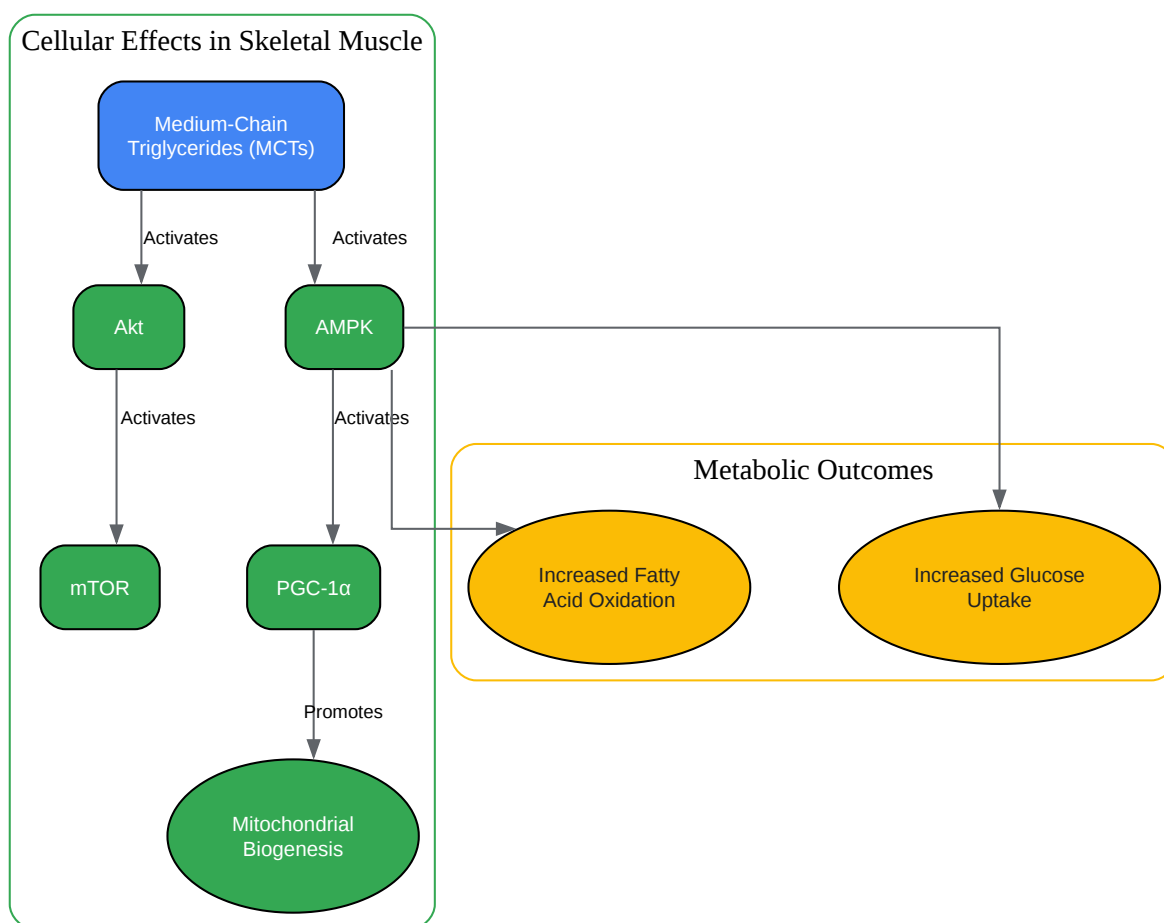 Cellular Effects in Skeletal Muscle
Medium-Chain
Triglycerides (MCTs)
Activates
Activates
Akt
AMPK
Activates
Activates
Metabolic Outcomes
mTOR
PGC-1α
Increased Fatty
Acid Oxidation
Increased Glucose
Uptake
Promotes
Mitochondrial
Biogenesis